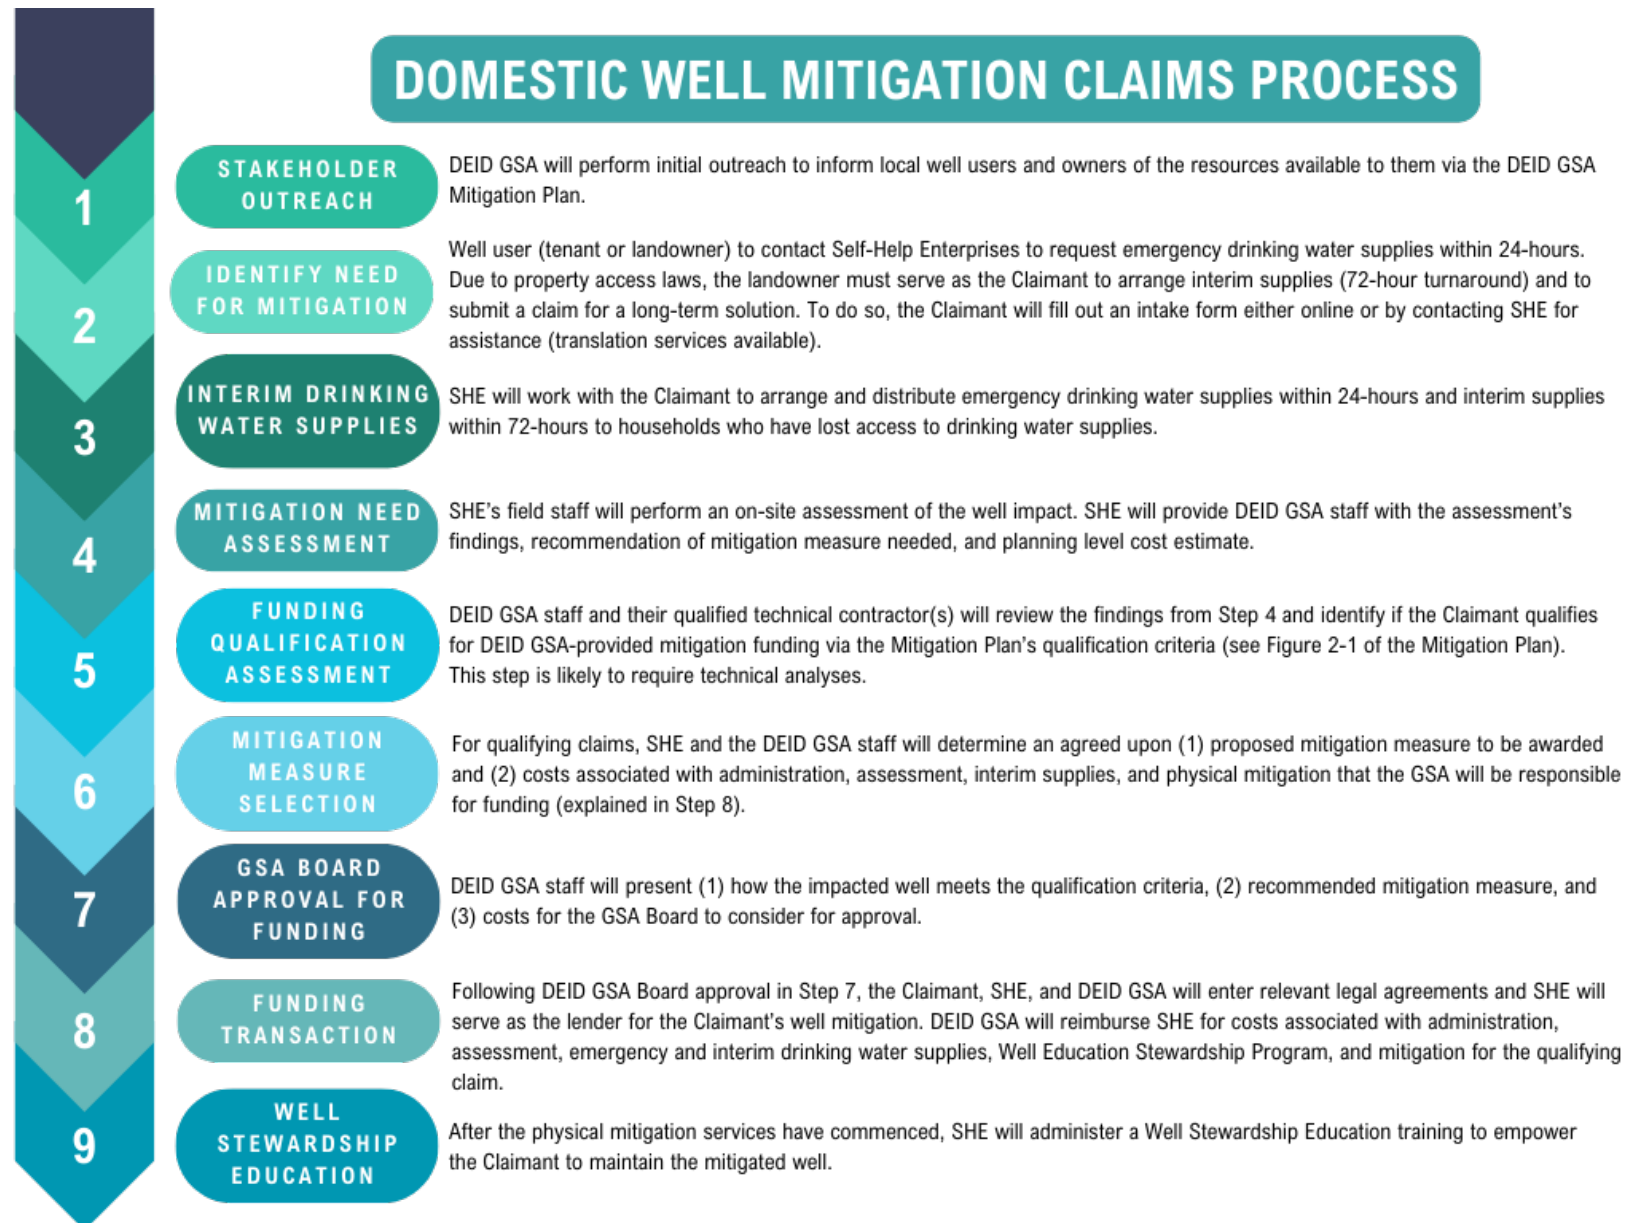 DOMESTIC WELL MITIGATION CLAIMS PROCESS
1
STAKEHOLDER
OUTREACH
DEID GSA will perform initial outreach to inform local well users and owners of the resources available to them via the DEID GSA
Mitigation Plan.
2
IDENTIFY NEED
FOR MITIGATION
Well user (tenant or landowner) to contact Self-Help Enterprises to request emergency drinking water supplies within 24-hours.
Due to property access laws, the landowner must serve as the Claimant to arrange interim supplies (72-hour turnaround) and to
submit a claim for a long-term solution. To do so, the Claimant will fill out an intake form either online or by contacting SHE for
assistance (translation services available).
3
INTERIM DRINKING
WATER SUPPLIES
SHE will work with the Claimant to arrange and distribute emergency drinking water supplies within 24-hours and interim supplies
within 72-hours to households who have lost access to drinking water supplies.
4
MITIGATION NEED
ASSESSMENT
SHE's field staff will perform an on-site assessment of the well impact. SHE will provide DEID GSA staff with the assessment's
findings, recommendation of mitigation measure needed, and planning level cost estimate.
5
FUNDING
QUALIFICATION
ASSESSMENT
DEID GSA staff and their qualified technical contractor(s) will review the findings from Step 4 and identify if the Claimant qualifies
for DEID GSA-provided mitigation funding via the Mitigation Plan's qualification criteria (see Figure 2-1 of the Mitigation Plan).
This step is likely to require technical analyses.
6
MITIGATION
MEASURE
SELECTION
For qualifying claims, SHE and the DEID GSA staff will determine an agreed upon (1) proposed mitigation measure to be awarded
and (2) costs associated with administration, assessment, interim supplies, and physical mitigation that the GSA will be responsible
for funding (explained in Step 8).
7
GSA BOARD
APPROVAL FOR
FUNDING
DEID GSA staff will present (1) how the impacted well meets the qualification criteria, (2) recommended mitigation measure, and
(3) costs for the GSA Board to consider for approval.
8
FUNDING
TRANSACTION
Following DEID GSA Board approval in Step 7, the Claimant, SHE, and DEID GSA will enter relevant legal agreements and SHE will
serve as the lender for the Claimant's well mitigation. DEID GSA will reimburse SHE for costs associated with administration,
assessment, emergency and interim drinking water supplies, Well Education Stewardship Program, and mitigation for the qualifying
claim.
9
WELL
STEWARDSHIP
EDUCATION
After the physical mitigation services have commenced, SHE will administer a Well Stewardship Education training to empower
the Claimant to maintain the mitigated well.